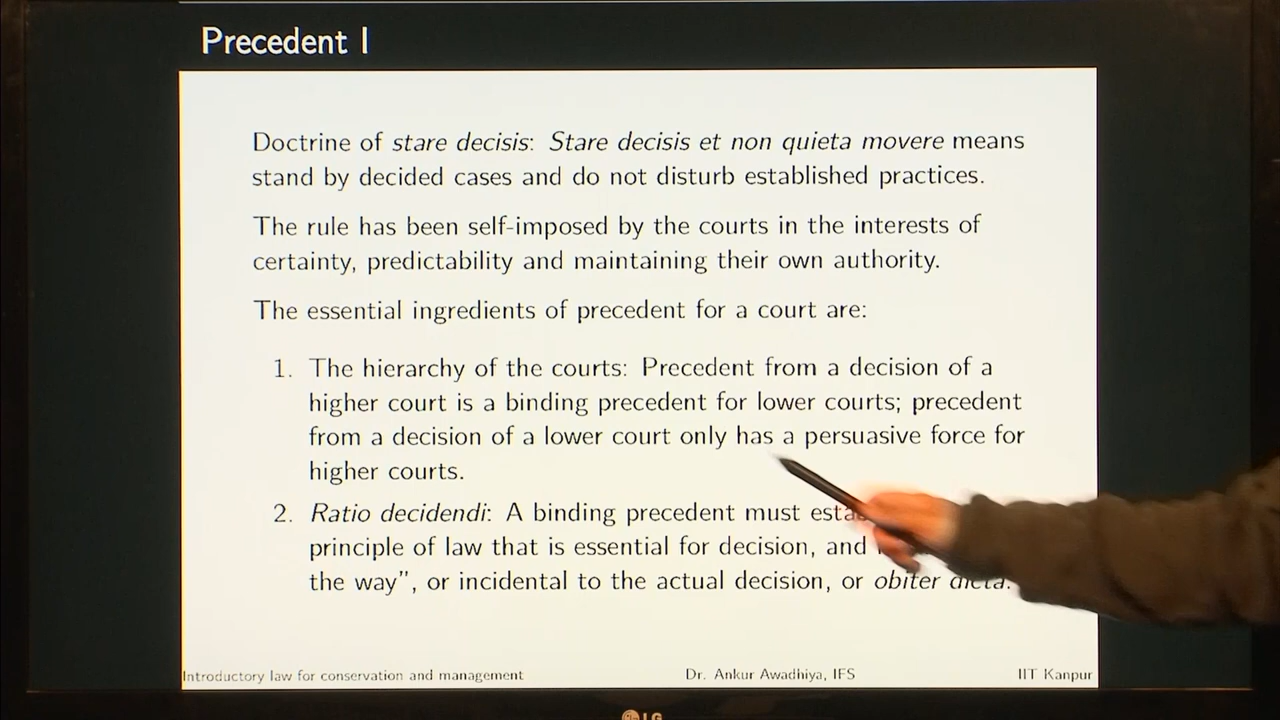 Precedent I
Doctrine of stare decisis: Stare decisis et non quieta movere means
stand by decided cases and do not disturb established practices.
The rule has been self-imposed by the courts in the interests of
certainty, predictability and maintaining their own authority.
The essential ingredients of precedent for a court are:
1. The hierarchy of the courts: Precedent from a decision of a
higher court is a binding precedent for lower courts; precedent
from a decision of a lower court only has a persuasive force for
higher courts.
2. Ratio decidendi: A binding precedent must
principle of law that is essential for decision, and
the way”, or incidental to the actual decision, or obiter dicta.
Introductory law for conservation and management
Dr. Ankur Awadhiya, IFS
IIT Kanpur
LG